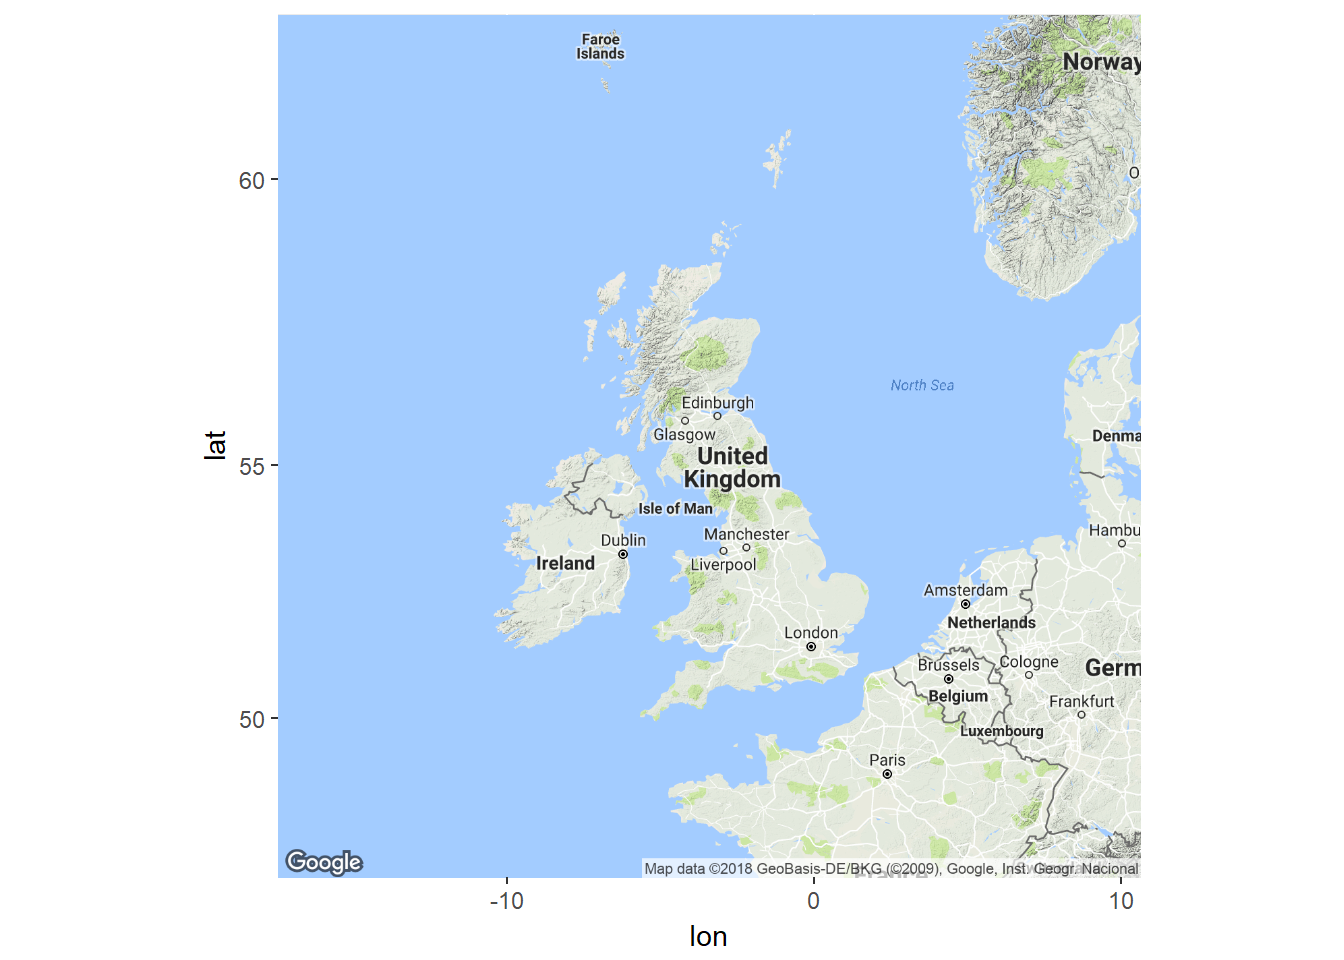 Faroe
Islands
Norway
60
O
North Sea
Edinburgh
Glasgow
lat
55
United
Kingdom
Denma
Isle of Man
Hambu
Dublin
Manchester
Ireland
Liverpool
Amsterdam
Netherlands
London
Brussels
Cologne
Germ
Belgium
Frankfurt
50
Luxembourg
Paris
Google
Map data ©2018 GeoBasis-DE/BKG (©2009), Google, Inst. Geogr. Nacional
-10
0
10
lon